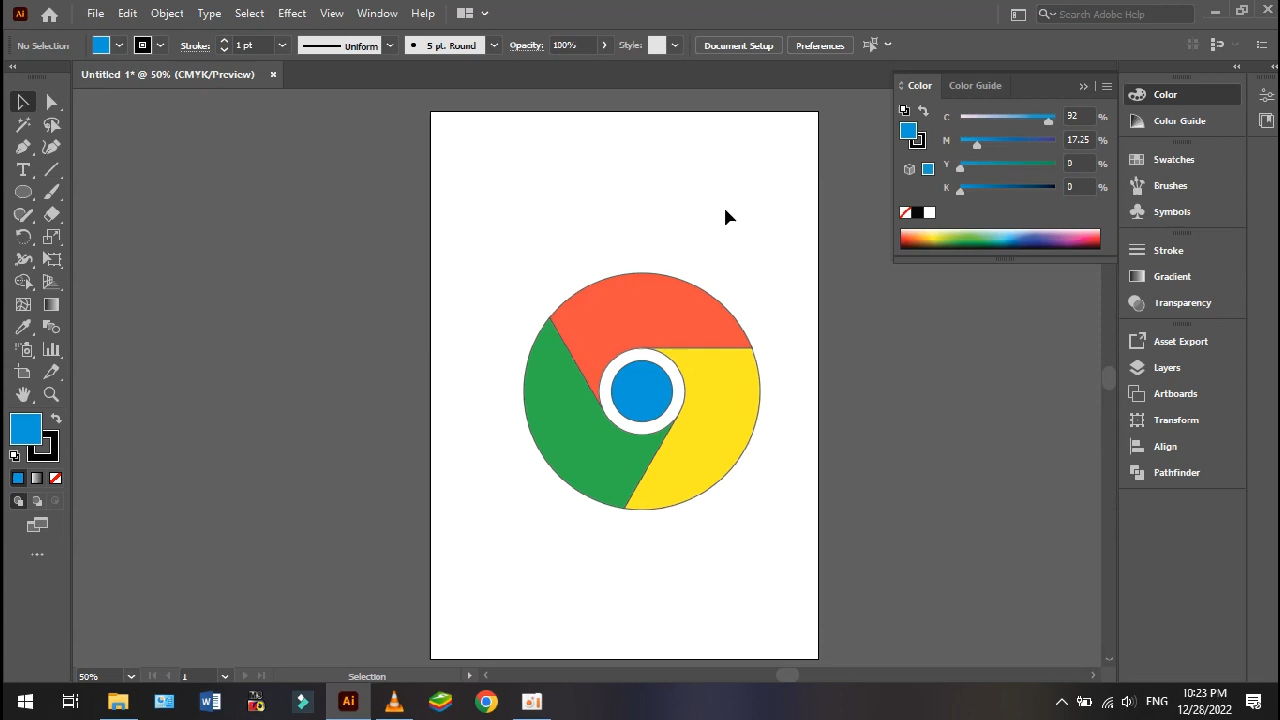 Ai File Edit Object Type Select Effect View Window Help Search Adobe Help
No Selection Stroke: 1 pt Uniform 5 pt. Round Opacity: 100% Style: Document Setup Preferences
Untitled-1* @ 50% (CMYK/Preview)
Color Color Guide
C 92 %
M 17.25 %
Y 0 %
K 0 %
Color
Color Guide
Swatches
Brushes
Symbols
Stroke
Gradient
Transparency
Asset Export
Layers
Artboards
Transform
Align
Pathfinder
50% 1 Selection
W Ai ENG 10:23 PM
12/28/2022